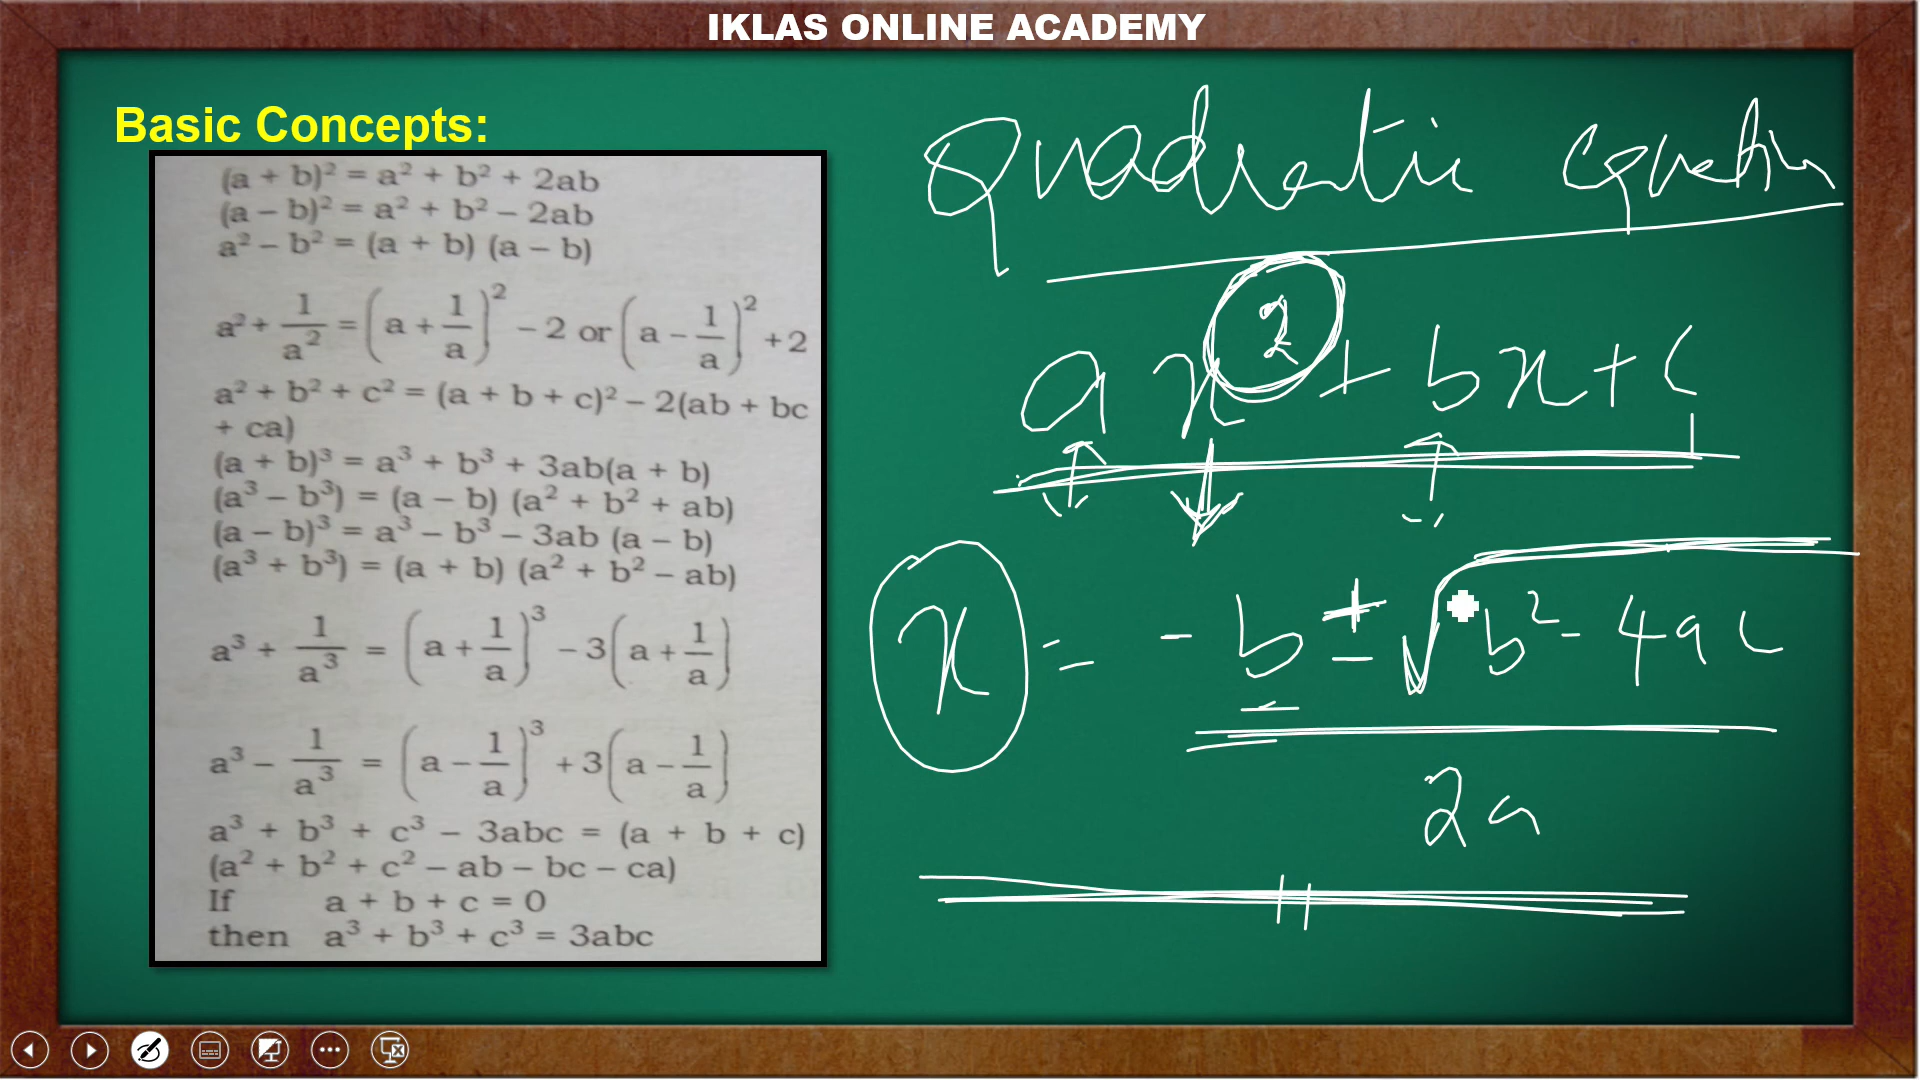 IKLAS ONLINE ACADEMY
Basic Concepts:
(a + b)² = a² + b² + 2ab
(a – b)² = a² + b² – 2ab
a² – b² = (a + b) (a – b)
a² + 1/a² = (a + 1/a)² – 2 or (a – 1/a)² + 2
a² + b² + c² = (a + b + c)² – 2(ab + bc
+ ca)
(a + b)³ = a³ + b³ + 3ab(a + b)
(a³ – b³) = (a – b) (a² + b² + ab)
(a – b)³ = a³ – b³ – 3ab (a – b)
(a³ + b³) = (a + b) (a² + b² – ab)
a³ + 1/a³ = (a + 1/a)³ – 3(a + 1/a)
a³ – 1/a³ = (a – 1/a)³ + 3(a – 1/a)
a³ + b³ + c³ – 3abc = (a + b + c)
(a² + b² + c² – ab – bc – ca)
If a + b + c = 0
then a³ + b³ + c³ = 3abc
Quadratic equation
ax² + bx + c
x = -b ± √b² - 4ac
2a